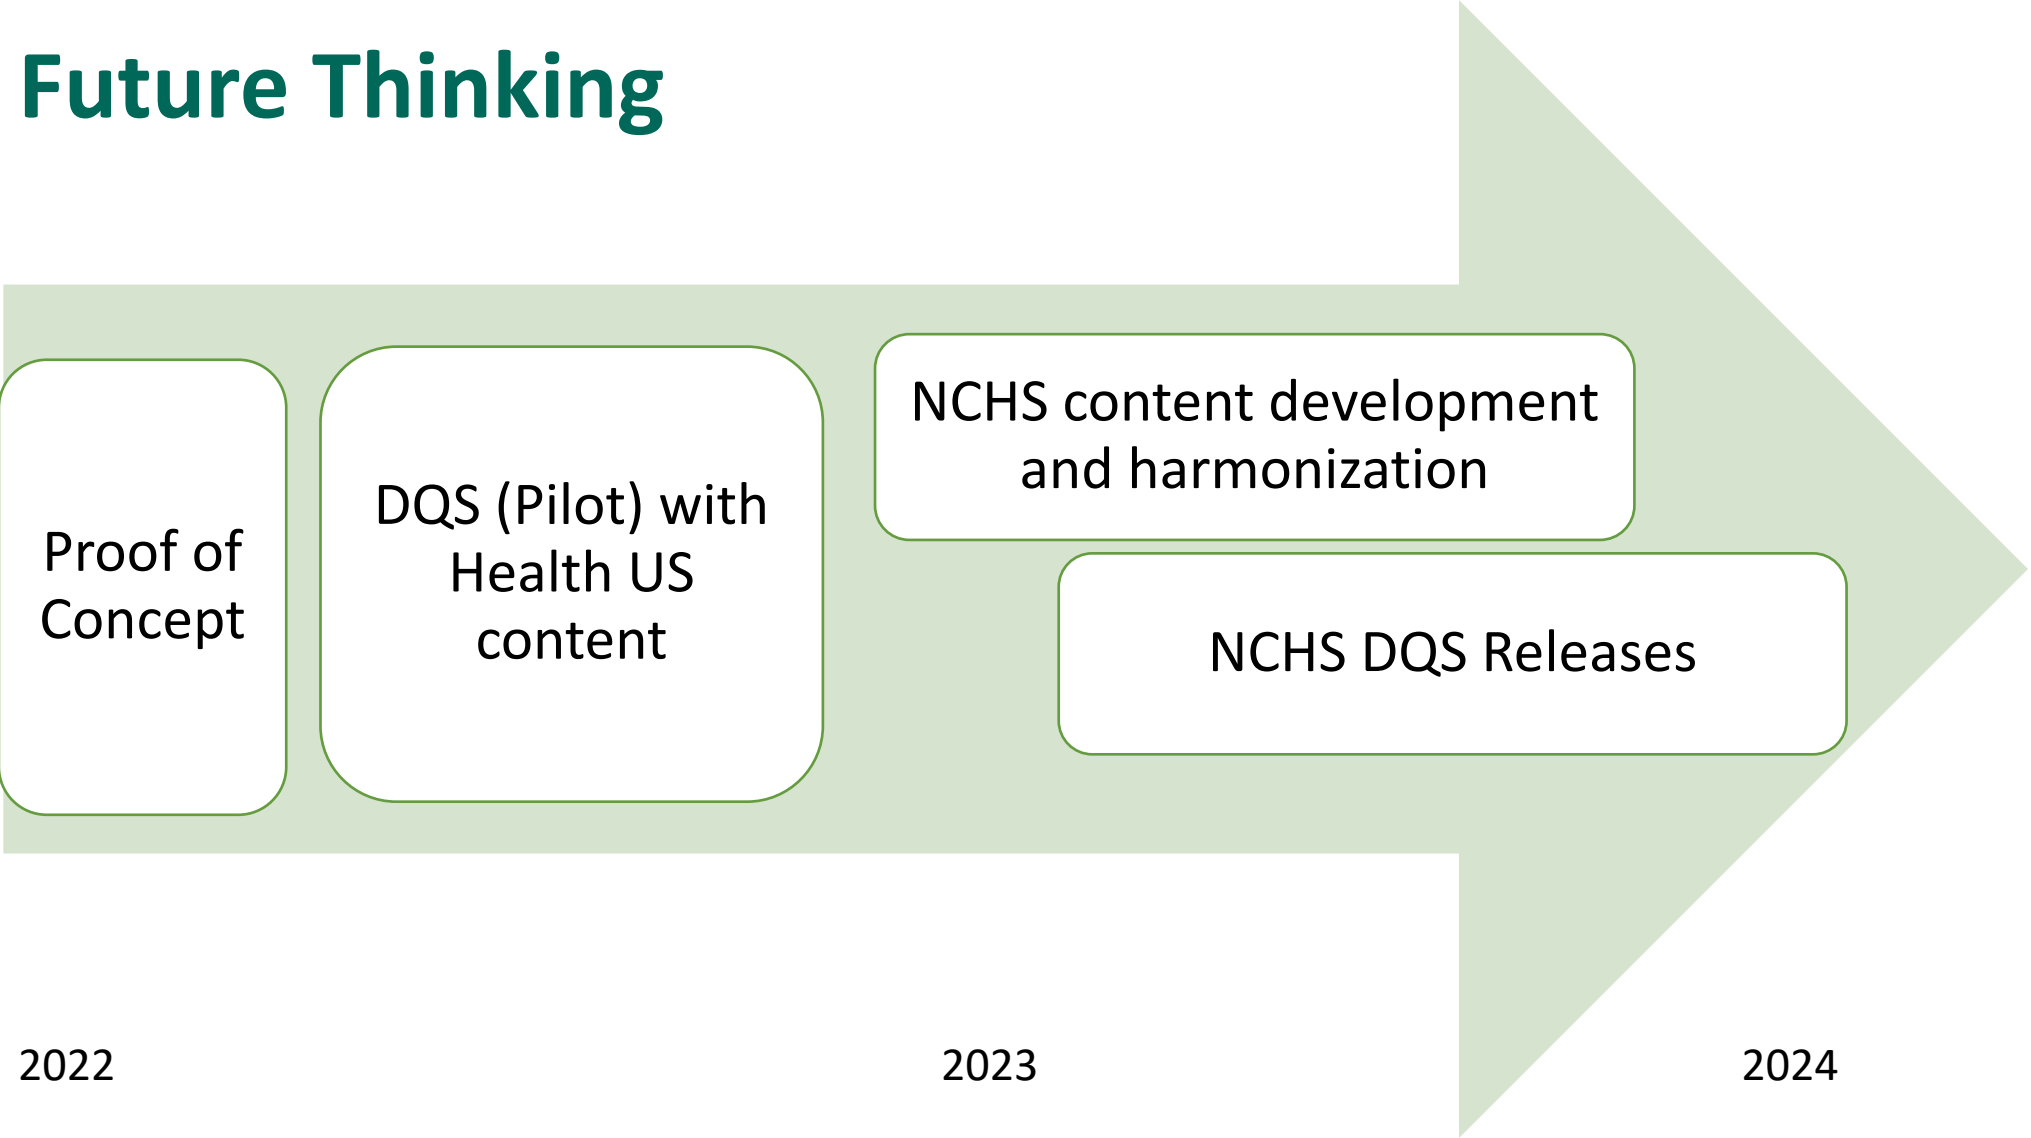 Future Thinking
Proof of
Concept
DQS (Pilot) with
Health US
content
NCHS content development
and harmonization
NCHS DQS Releases
2022
2023
2024